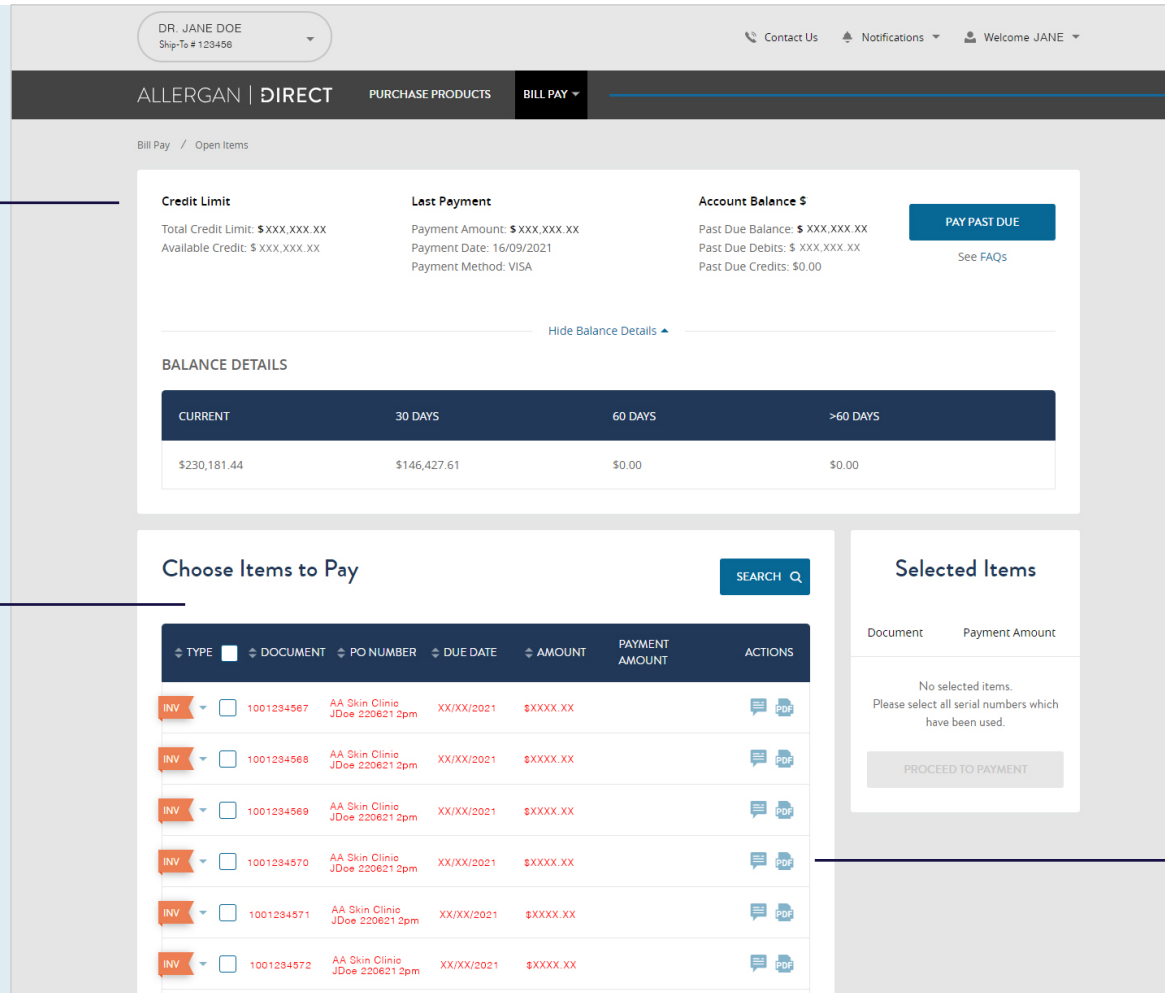 DR. JANE DOE
Ship-To # 123456
Contact Us Notifications Welcome JANE
ALLERGAN | DIRECT PURCHASE PRODUCTS BILL PAY
Bill Pay / Open Items
Credit Limit Last Payment Account Balance $
Total Credit Limit: $XXX,XXX.XX Payment Amount: $XXX,XXX.XX Past Due Balance: $ XXX,XXX.XX PAY PAST DUE
Available Credit: $ XXX,XXX.XX Payment Date: 16/09/2021 Past Due Debits: $ XXX,XXX.XX
Payment Method: VISA Past Due Credits: $0.00 See FAQs
Hide Balance Details
BALANCE DETAILS
CURRENT 30 DAYS 60 DAYS >60 DAYS
$230,181.44 $146,427.61 $0.00 $0.00
Choose Items to Pay SEARCH
TYPE DOCUMENT PO NUMBER DUE DATE AMOUNT PAYMENT AMOUNT ACTIONS
INV 1001234567 AA Skin Clinic JDoe 220621 2pm XX/XX/2021 $XXXX.XX PDF
INV 1001234568 AA Skin Clinic JDoe 220621 2pm XX/XX/2021 $XXXX.XX PDF
INV 1001234569 AA Skin Clinic JDoe 220621 2pm XX/XX/2021 $XXXX.XX PDF
INV 1001234570 AA Skin Clinic JDoe 220621 2pm XX/XX/2021 $XXXX.XX PDF
INV 1001234571 AA Skin Clinic JDoe 220621 2pm XX/XX/2021 $XXXX.XX PDF
INV 1001234572 AA Skin Clinic JDoe 220621 2pm XX/XX/2021 $XXXX.XX PDF
Selected Items
Document Payment Amount
No selected items.
Please select all serial numbers which
have been used.
PROCEED TO PAYMENT